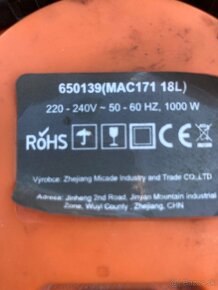 650139(MAC171 18L)
220 - 240V ~ 50 - 60 HZ, 1000 W
RoHS CE
Výrobce: Zhejiang Micade Industry and Trade CO.,LTD
Adresa: Jinheng 2nd Road, Jinyan Mountain industrial
Zone, Wuyi County, Zhejiang, CHN